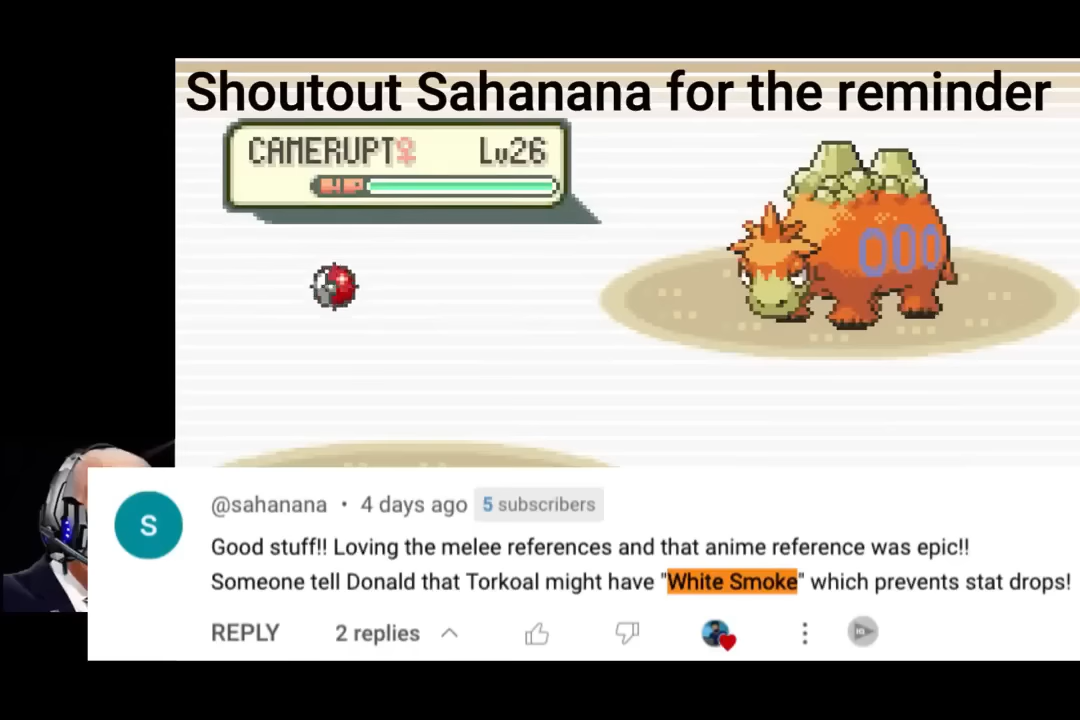 Shoutout Sahanana for the reminder
CAMERUPT♀ Lv26
HP
000
@sahanana • 4 days ago 5 subscribers
S
Good stuff!! Loving the melee references and that anime reference was epic!!
Someone tell Donald that Torkoal might have "White Smoke" which prevents stat drops!
REPLY 2 replies